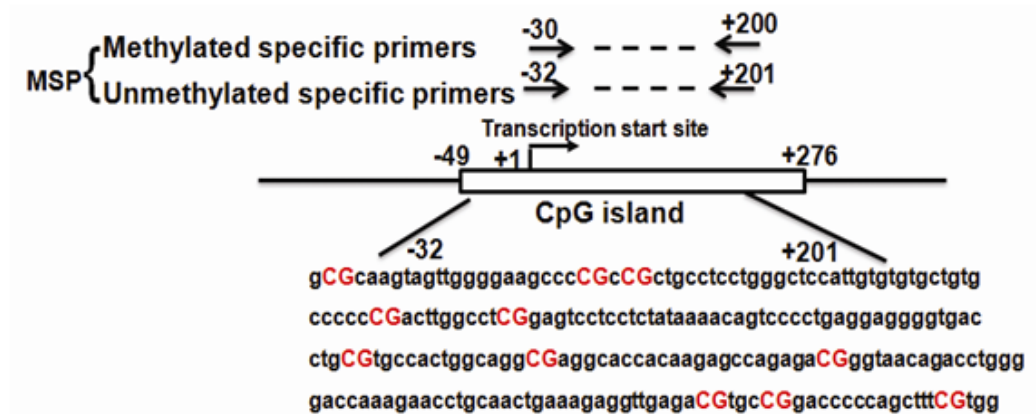 -30 +200
Methylated specific primers
MSP{
-32 +201
Unmethylated specific primers
Transcription start site
-49 +1 +276
CpG island
-32 +201
gCGcaagtagttggggaagcccCGcCGctgcctcctgggctccattgtgtgtgctgtg
cccccCGacttggcctCGgagtcctcctctataaaacagtcccctgaggaggggtgac
ctgCGtgccactggcaggCGaggcaccacaagagccagagaCGggtaacagacctggg
gaccaaagaacctgcaactgaaagaggttgagaCGtgcCGgacccccagctttCGtgg